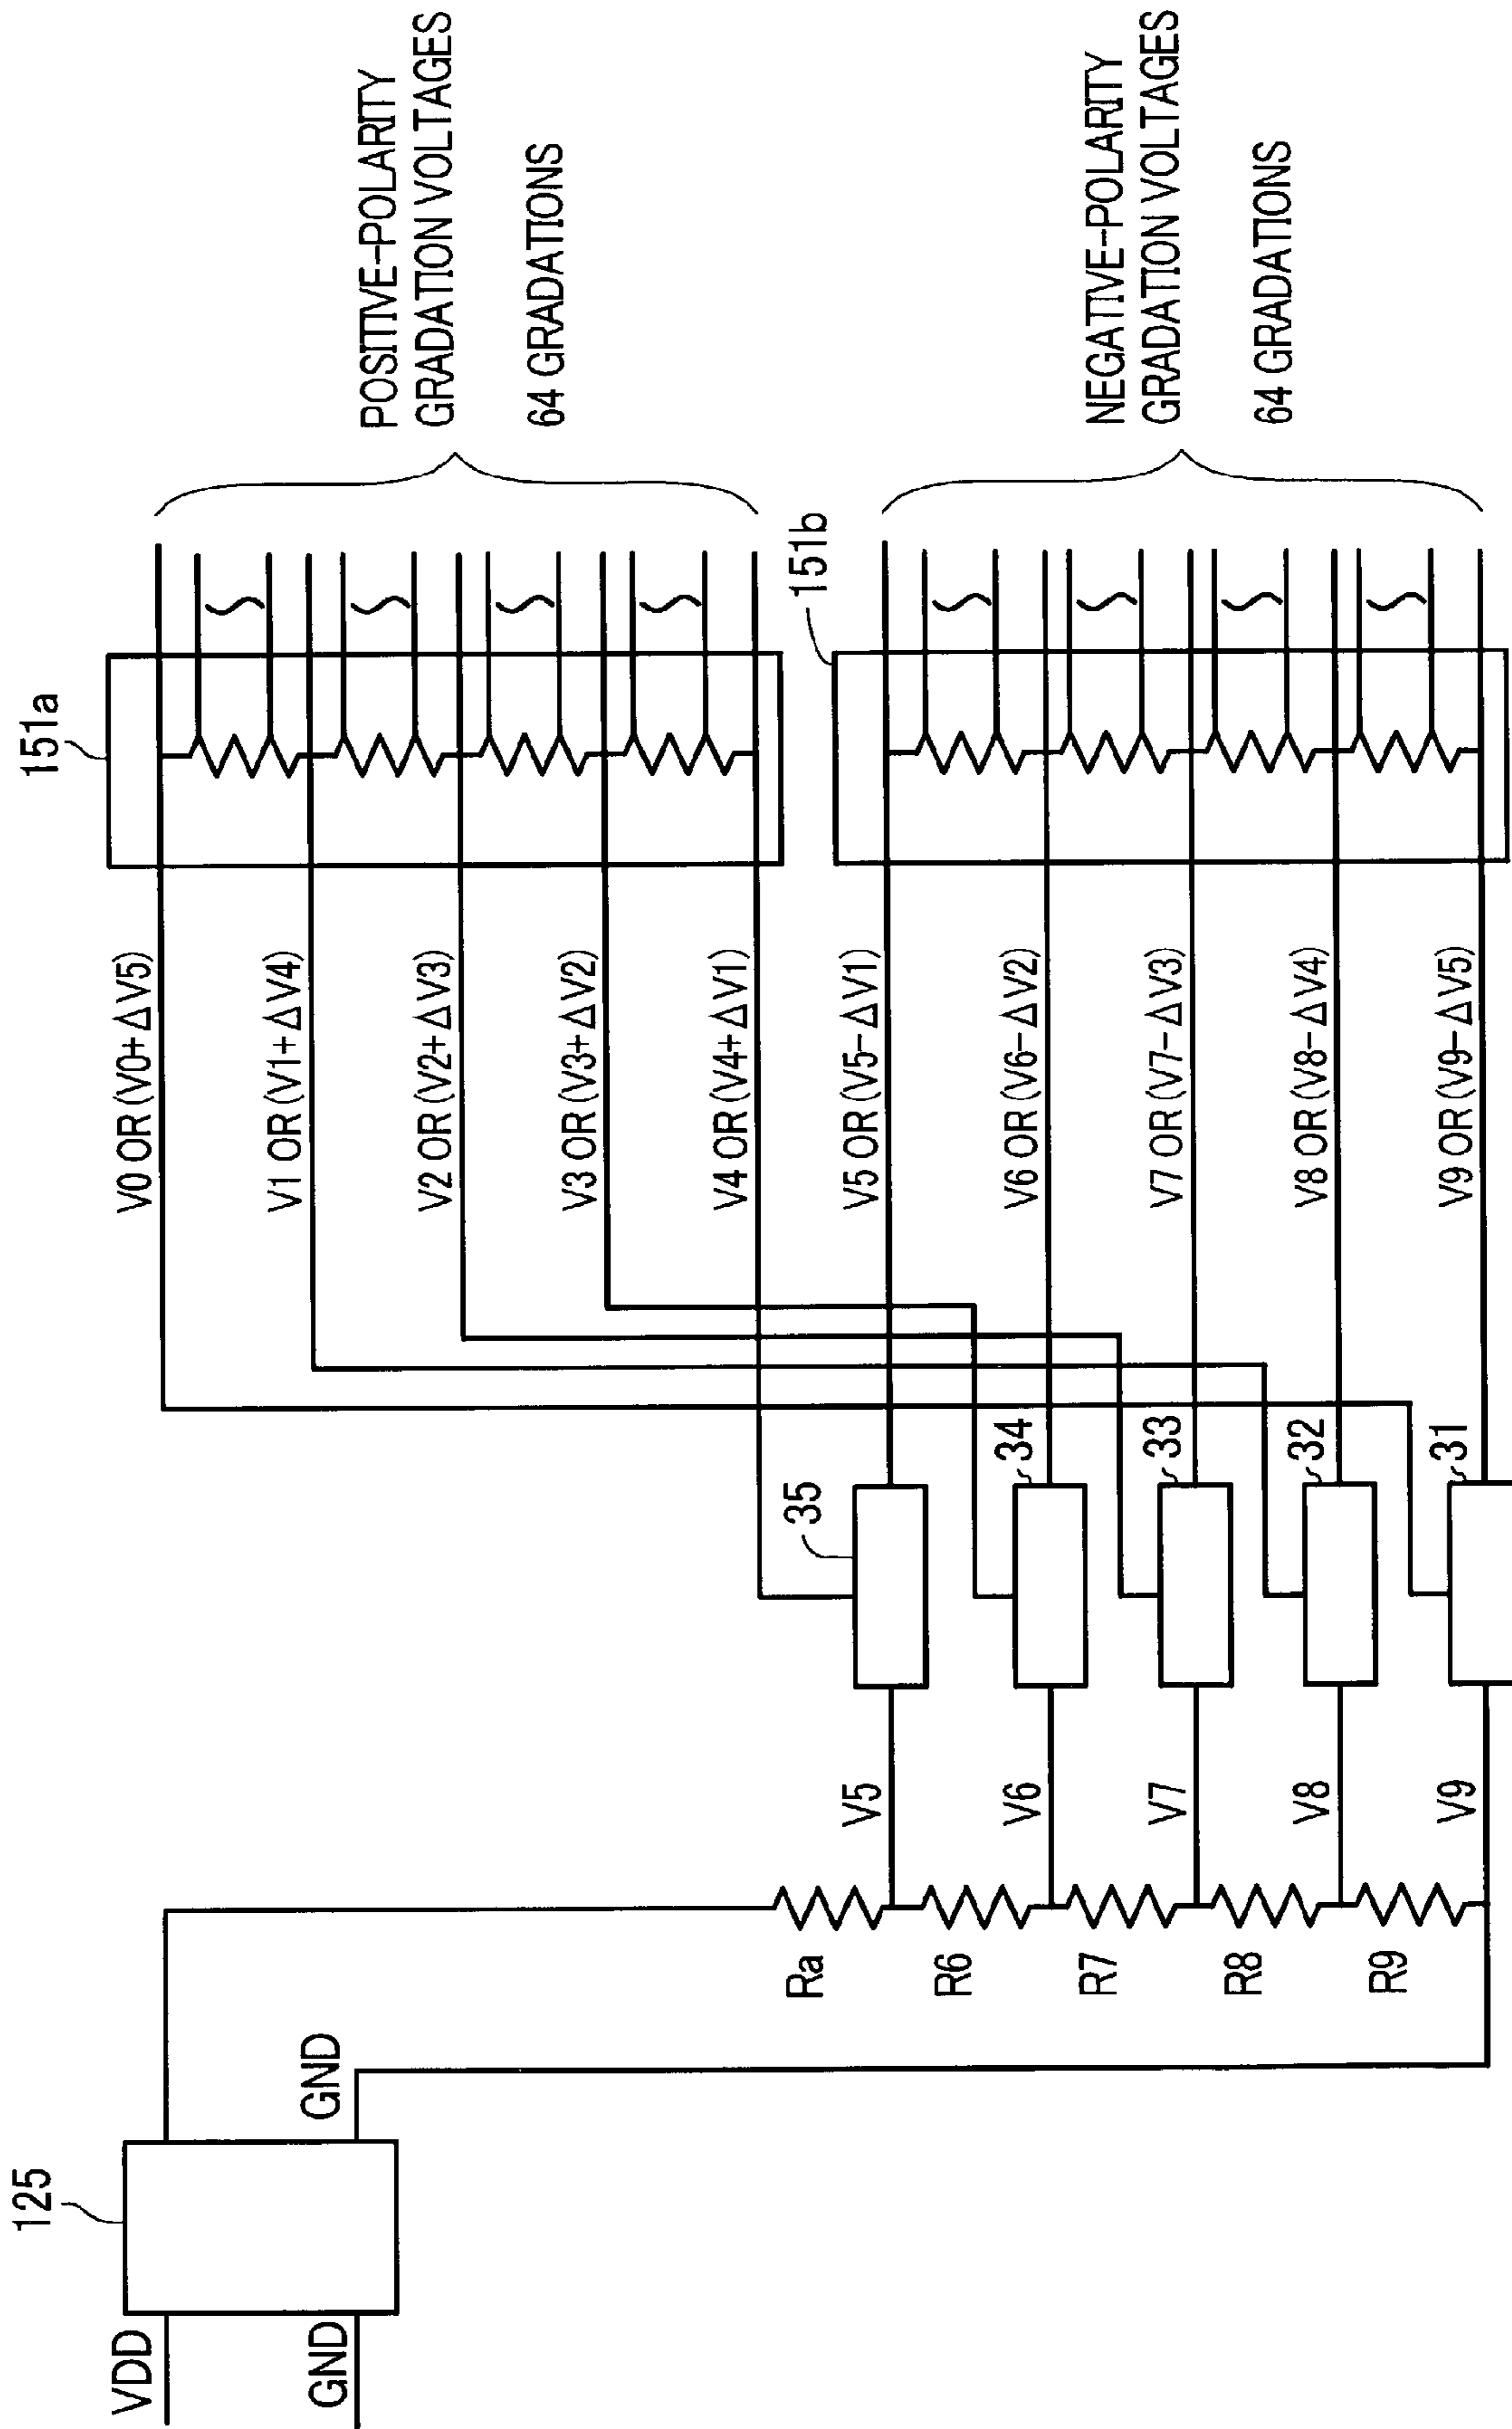 125
VDD
GND
GND
Ra
R6
R7
R8
R9
V5
V6
V7
V8
V9
35
34
33
32
31
V0 OR (V0+ΔV5)
V1 OR (V1+ΔV4)
V2 OR (V2+ΔV3)
V3 OR (V3+ΔV2)
V4 OR (V4+ΔV1)
V5 OR (V5-ΔV1)
V6 OR (V6-ΔV2)
V7 OR (V7-ΔV3)
V8 OR (V8-ΔV4)
V9 OR (V9-ΔV5)
151a
151b
POSITIVE-POLARITY
GRADATION VOLTAGES
64 GRADATIONS
NEGATIVE-POLARITY
GRADATION VOLTAGES
64 GRADATIONS